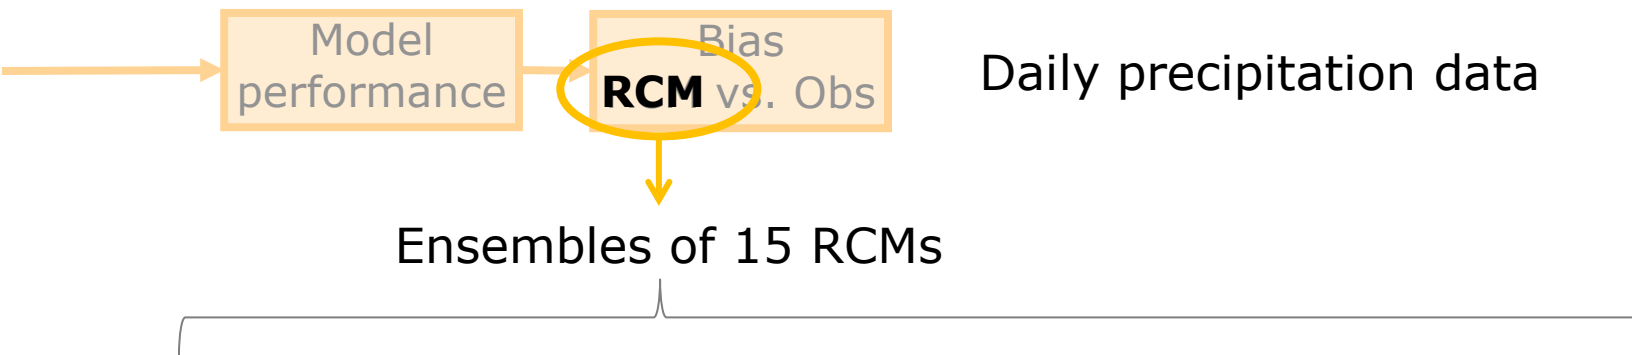 Model
performance
Bias
RCM vs. Obs
Daily precipitation data
Ensembles of 15 RCMs